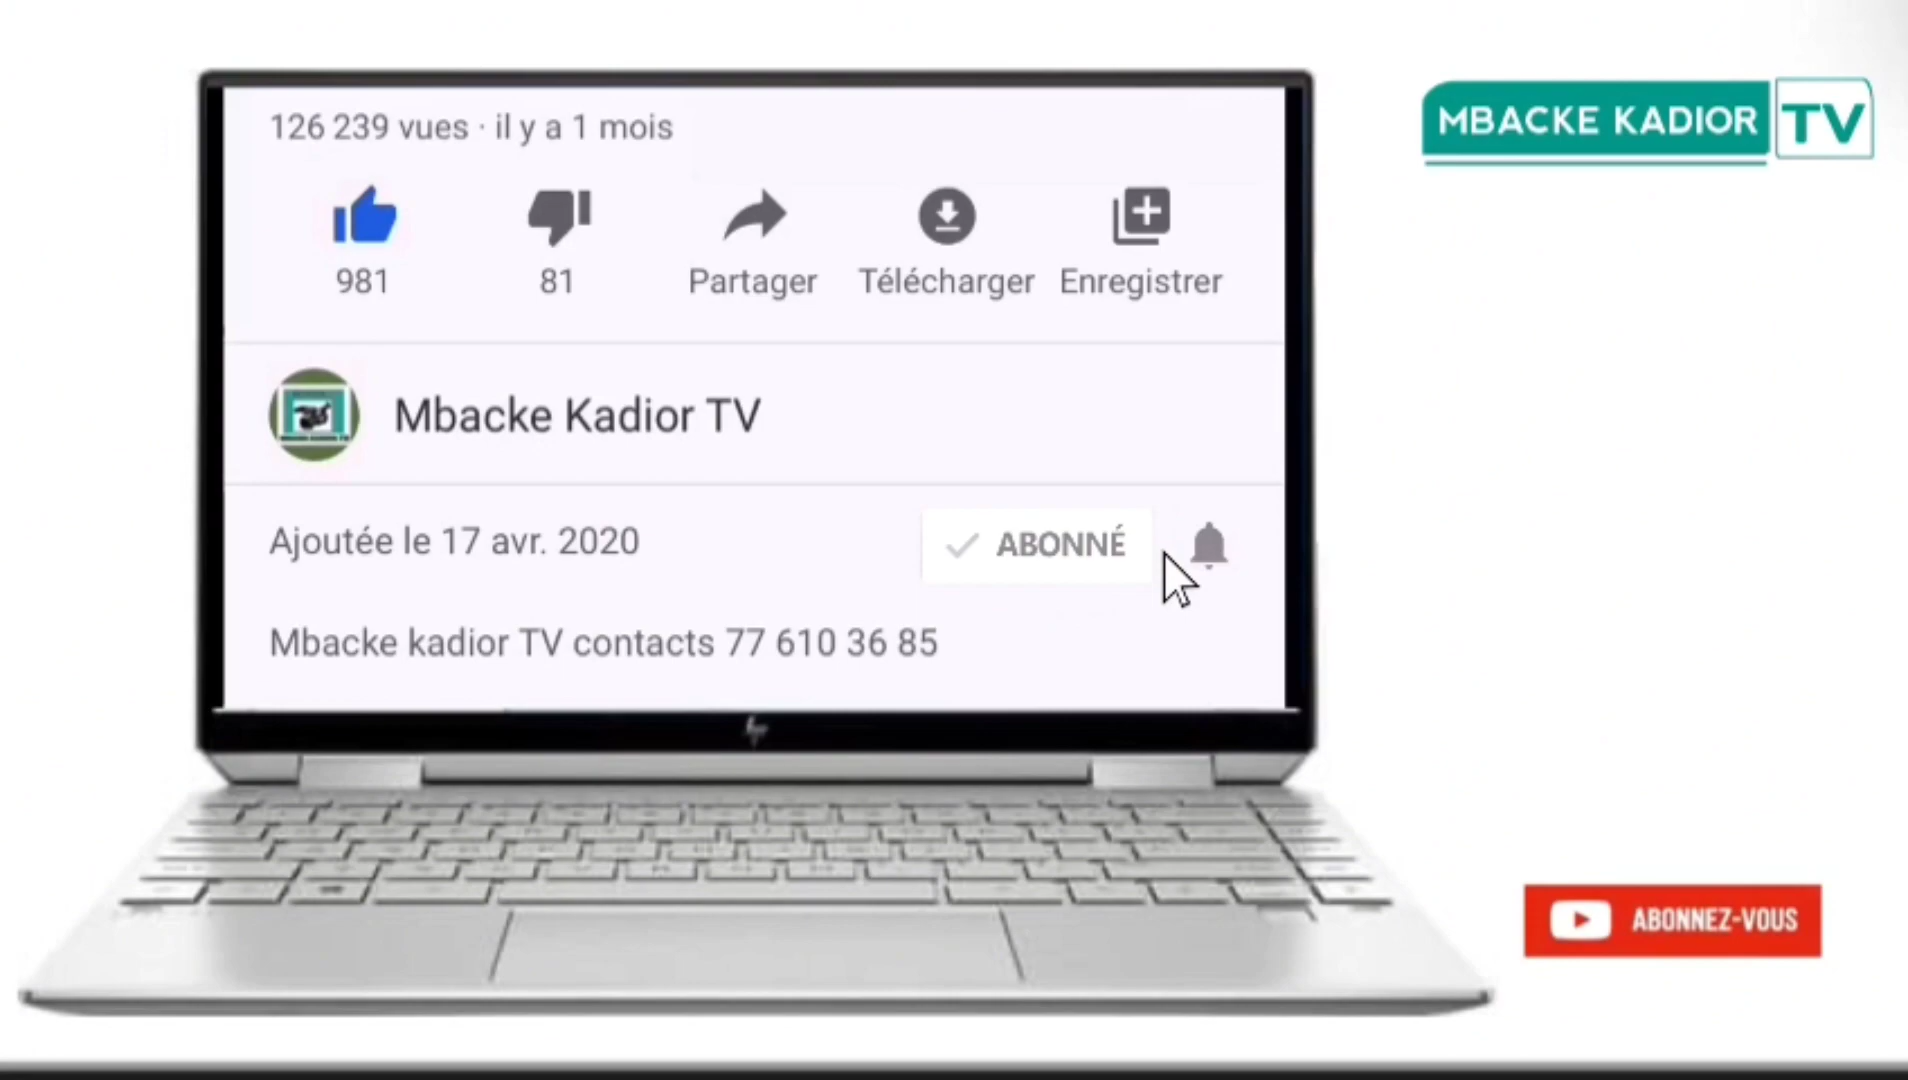 126 239 vues · il y a 1 mois
981
81
Partager
Télécharger
Enregistrer
Mbacke Kadior TV
Ajoutée le 17 avr. 2020
ABONNÉ
Mbacke kadior TV contacts 77 610 36 85
MBACKE KADIOR TV
ABONNEZ-VOUS